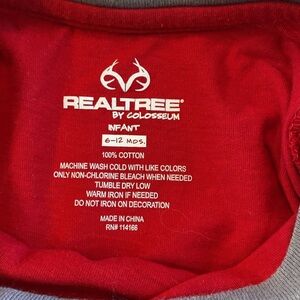 REALTREE®
BY COLOSSEUM
INFANT
6-12 MOS.
100% COTTON
MACHINE WASH COLD WITH LIKE COLORS
ONLY NON-CHLORINE BLEACH WHEN NEEDED
TUMBLE DRY LOW
WARM IRON IF NEEDED
DO NOT IRON ON DECORATION
MADE IN CHINA
RN# 114166